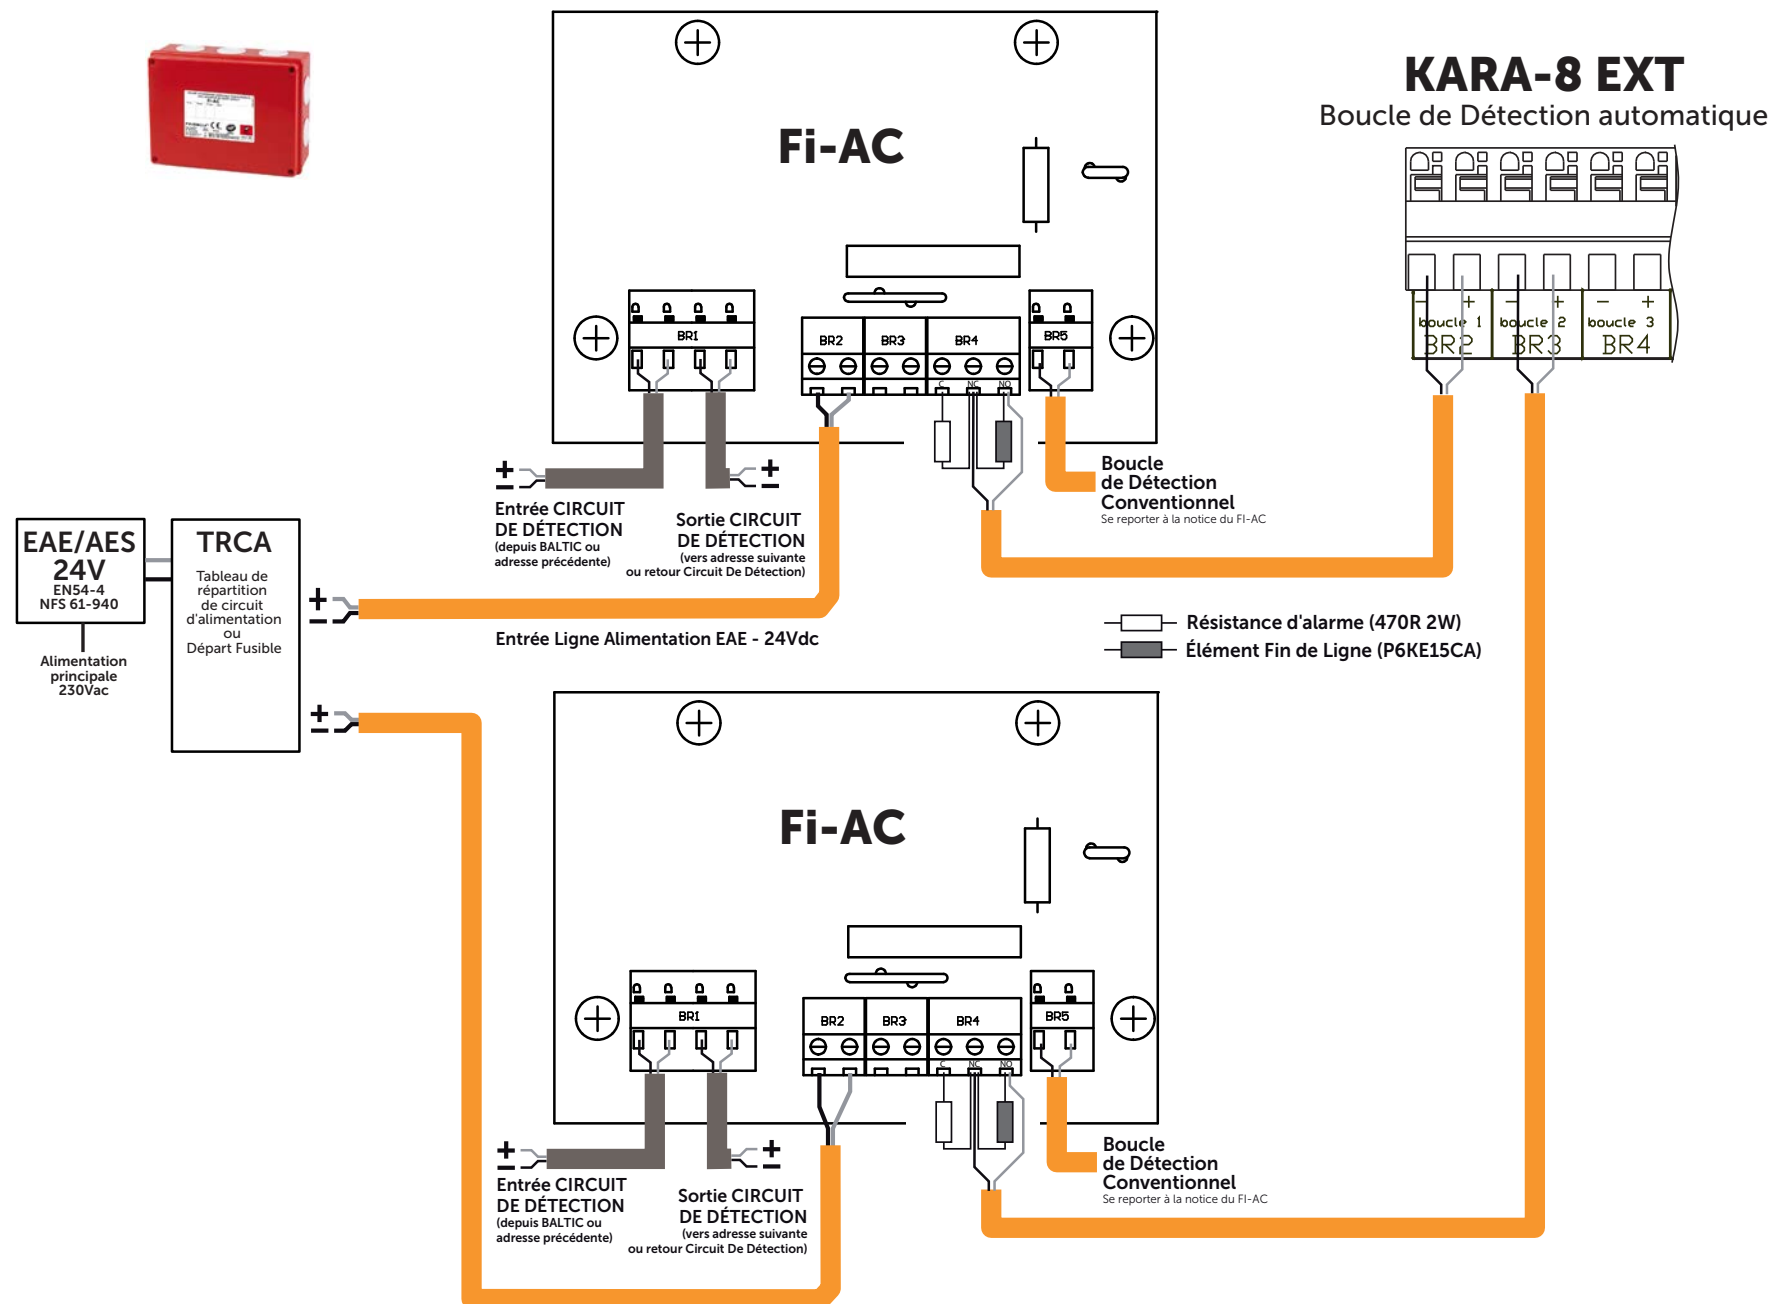 Fi-AC
KARA-8 EXT
Boucle de Détection automatique
Fi-AC
BR1
BR2
BR3
BR4
BR5
C
NC
NO
- + - + - +
boucle 1
boucle 2
boucle 3
BR2
BR3
BR4
±
±
Entrée CIRCUIT
DE DÉTECTION
(depuis BALTIC ou
adresse précédente)
Sortie CIRCUIT
DE DÉTECTION
(vers adresse suivante
ou retour Circuit De Détection)
Boucle
de Détection
Conventionnel
Se reporter à la notice du FI-AC
EAE/AES
24V
EN54-4
NFS 61-940
Alimentation
principale
230Vac
TRCA
Tableau de
répartition
de circuit
d'alimentation
ou
Départ Fusible
±
Entrée Ligne Alimentation EAE - 24Vdc
Résistance d'alarme (470R 2W)
Élément Fin de Ligne (P6KE15CA)
±
Fi-AC
BR1
BR2
BR3
BR4
BR5
C
NC
NO
±
±
Entrée CIRCUIT
DE DÉTECTION
(depuis BALTIC ou
adresse précédente)
Sortie CIRCUIT
DE DÉTECTION
(vers adresse suivante
ou retour Circuit De Détection)
Boucle
de Détection
Conventionnel
Se reporter à la notice du FI-AC